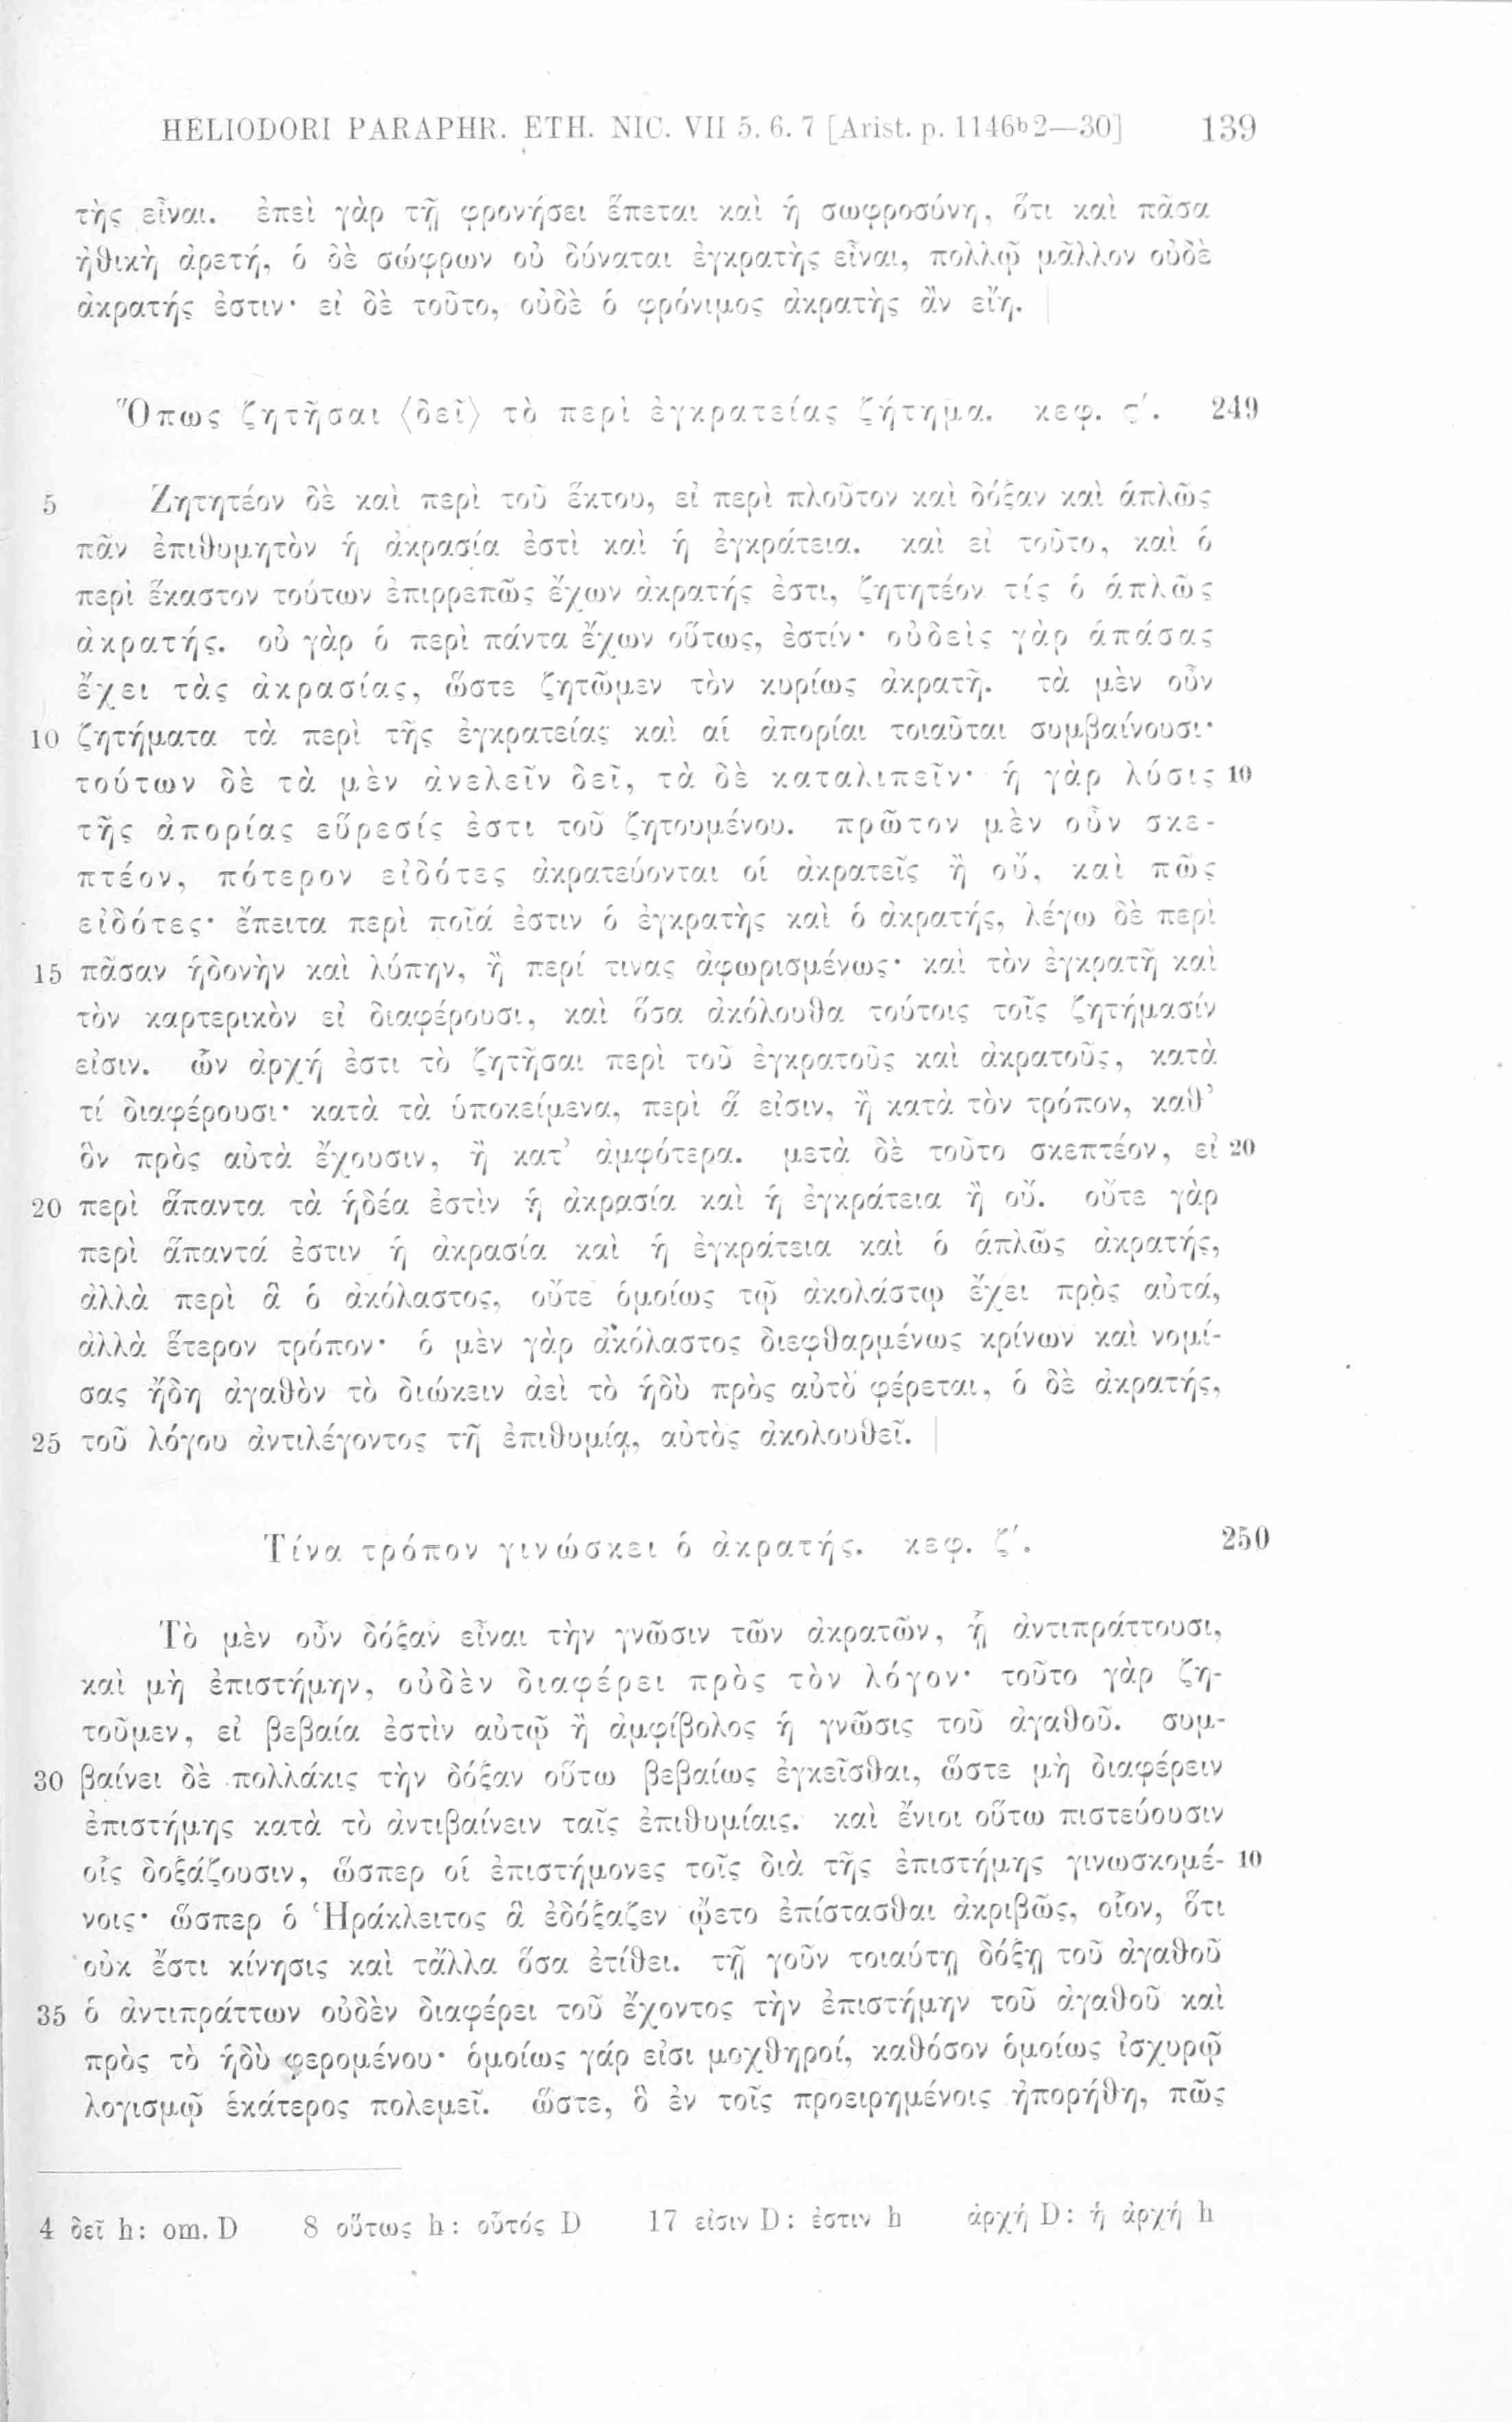 HELIODORI PARAPHR. ETH. NIC. VII 5. 6. 7 [Arist. p. 1146b2—30] 139
τὴς εἶναι. ἐπεὶ γὰρ τῇ φρονήσει ἕπεται καὶ ἡ σωφροσύνη, ὅτι καὶ πᾶσα
ἠθικὴ ἀρετή, ὁ δὲ σώφρων οὐ δύναται ἐγκρατὴς εἶναι, πολλῷ μᾶλλον οὐδὲ
ἀκρατής ἐστιν· εἰ δὲ τοῦτο, οὐδὲ ὁ φρόνιμος ἀκρατὴς ἂν εἴη. |
Ὅπως ζητῆσαι ⟨δεῖ⟩ τὸ περὶ ἐγκρατείας ζήτημα. κεφ. ϛ΄. 249
5 Ζητητέον δὲ καὶ περὶ τοῦ ἕκτου, εἰ περὶ πλοῦτον καὶ δόξαν καὶ ἁπλῶς
πᾶν ἐπιθυμητὸν ἡ ἀκρασία ἐστὶ καὶ ἡ ἐγκράτεια. καὶ εἰ τοῦτο, καὶ ὁ
περὶ ἕκαστον τούτων ἐπιρρεπῶς ἔχων ἀκρατής ἐστι, ζητητέον τίς ὁ ἁπλῶς
ἀκρατής. οὐ γὰρ ὁ περὶ πάντα ἔχων οὕτως, ἐστίν· οὐδεὶς γὰρ ἁπάσας
ἔχει τὰς ἀκρασίας, ὥστε ζητῶμεν τὸν κυρίως ἀκρατῆ. τὰ μὲν οὖν
10 ζητήματα τὰ περὶ τῆς ἐγκρατείας καὶ αἱ ἀπορίαι τοιαῦται συμβαίνουσι·
τούτων δὲ τὰ μὲν ἀνελεῖν δεῖ, τὰ δὲ καταλιπεῖν· ἡ γὰρ λύσις 10
τῆς ἀπορίας εὕρεσίς ἐστι τοῦ ζητουμένου. πρῶτον μὲν οὖν σκε-
πτέον, πότερον εἰδότες ἀκρατεύονται οἱ ἀκρατεῖς ἢ οὔ, καὶ πῶς
εἰδότες· ἔπειτα περὶ ποῖά ἐστιν ὁ ἐγκρατὴς καὶ ὁ ἀκρατής, λέγω δὲ περὶ
15 πᾶσαν ἡδονὴν καὶ λύπην, ἢ περί τινας ἀφωρισμένως· καὶ τὸν ἐγκρατῆ καὶ
τὸν καρτερικὸν εἰ διαφέρουσι, καὶ ὅσα ἀκόλουθα τούτοις τοῖς ζητήμασίν
εἰσιν. ὧν ἀρχή ἐστι τὸ ζητῆσαι περὶ τοῦ ἐγκρατοῦς καὶ ἀκρατοῦς, κατὰ
τί διαφέρουσι· κατὰ τὰ ὑποκείμενα, περὶ ἅ εἰσιν, ἢ κατὰ τὸν τρόπον, καθ’
ὃν πρὸς αὐτὰ ἔχουσιν, ἢ κατ’ ἀμφότερα. μετὰ δὲ τοῦτο σκεπτέον, εἰ 20
20 περὶ ἅπαντα τὰ ἡδέα ἐστὶν ἡ ἀκρασία καὶ ἡ ἐγκράτεια ἢ οὔ. οὔτε γὰρ
περὶ ἅπαντά ἐστιν ἡ ἀκρασία καὶ ἡ ἐγκράτεια καὶ ὁ ἁπλῶς ἀκρατής,
ἀλλὰ περὶ ἃ ὁ ἀκόλαστος, οὔτε ὁμοίως τῷ ἀκολάστῳ ἔχει πρὸς αὐτά,
ἀλλὰ ἕτερον τρόπον· ὁ μὲν γὰρ ἀκόλαστος διεφθαρμένως κρίνων καὶ νομί-
σας ἤδη ἀγαθὸν τὸ διώκειν ἀεὶ τὸ ἡδὺ πρὸς αὐτὸ φέρεται, ὁ δὲ ἀκρατής,
25 τοῦ λόγου ἀντιλέγοντος τῇ ἐπιθυμίᾳ, αὐτὸς ἀκολουθεῖ. |
Τίνα τρόπον γινώσκει ὁ ἀκρατής. κεφ. ζ΄. 250
Τὸ μὲν οὖν δόξαν εἶναι τὴν γνῶσιν τῶν ἀκρατῶν, ᾗ ἀντιπράττουσι,
καὶ μὴ ἐπιστήμην, οὐδὲν διαφέρει πρὸς τὸν λόγον· τοῦτο γὰρ ζη-
τοῦμεν, εἰ βεβαία ἐστὶν αὐτῷ ἢ ἀμφίβολος ἡ γνῶσις τοῦ ἀγαθοῦ. συμ-
30 βαίνει δὲ πολλάκις τὴν δόξαν οὕτω βεβαίως ἐγκεῖσθαι, ὥστε μὴ διαφέρειν
ἐπιστήμης κατὰ τὸ ἀντιβαίνειν ταῖς ἐπιθυμίαις. καὶ ἔνιοι οὕτω πιστεύουσιν
οἷς δοξάζουσιν, ὥσπερ οἱ ἐπιστήμονες τοῖς διὰ τῆς ἐπιστήμης γινωσκομέ- 10
νοις· ὥσπερ ὁ Ἡράκλειτος ἃ ἐδόξαζεν ᾤετο ἐπίστασθαι ἀκριβῶς, οἷον, ὅτι
οὐκ ἔστι κίνησις καὶ τἄλλα ὅσα ἐτίθει. τῇ γοῦν τοιαύτῃ δόξῃ τοῦ ἀγαθοῦ
35 ὁ ἀντιπράττων οὐδὲν διαφέρει τοῦ ἔχοντος τὴν ἐπιστήμην τοῦ ἀγαθοῦ καὶ
πρὸς τὸ ἡδὺ φερομένου· ὁμοίως γάρ εἰσι μοχθηροί, καθόσον ὁμοίως ἰσχυρῷ
λογισμῷ ἑκάτερος πολεμεῖ. ὥστε, ὃ ἐν τοῖς προειρημένοις ἠπορήθη, πῶς
4 δεῖ h: om. D 8 οὕτως h: οὗτός D 17 εἰσιν D: ἐστιν h ἀρχή D: ἡ ἀρχή h